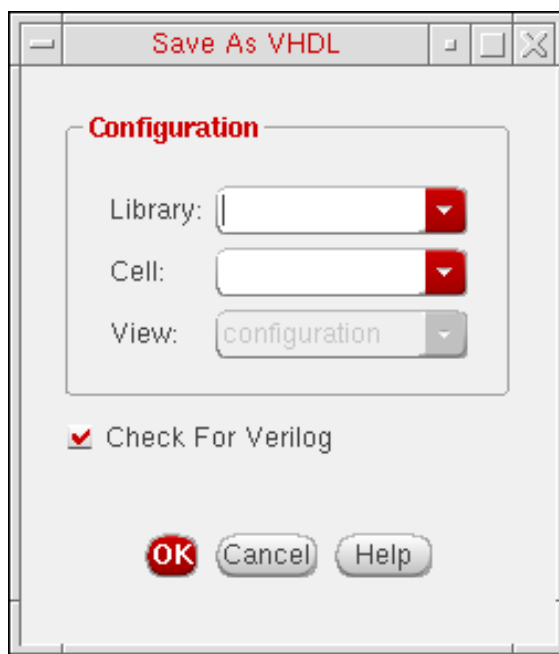 Save As VHDL
Configuration
Library:
Cell:
View: configuration
Check For Verilog
OK Cancel Help